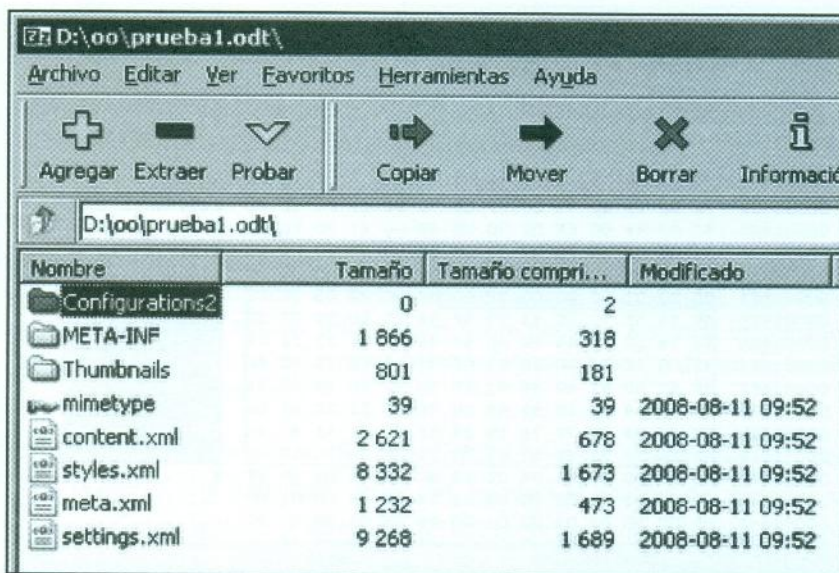 D:\oo\prueba1.odt\
Archivo Editar Ver Favoritos Herramientas Ayuda
Agregar Extraer Probar Copiar Mover Borrar Informació
D:\oo\prueba1.odt\
Nombre Tamaño Tamaño compri... Modificado
Configurations2 0 2
META-INF 1 866 318
Thumbnails 801 181
mimetype 39 39 2008-08-11 09:52
content.xml 2 621 678 2008-08-11 09:52
styles.xml 8 332 1 673 2008-08-11 09:52
meta.xml 1 232 473 2008-08-11 09:52
settings.xml 9 268 1 689 2008-08-11 09:52